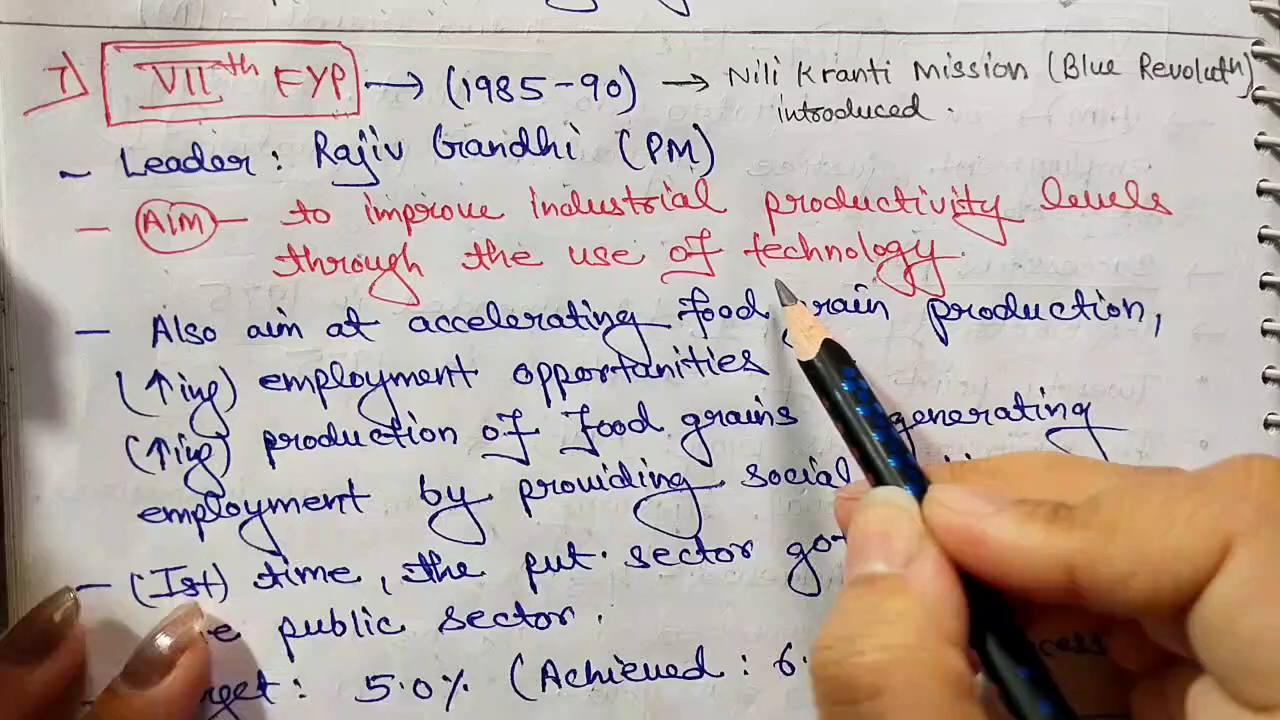 7) VIIth FYP → (1985-90) → Nili Kranti Mission (Blue Revolutn)
introduced.
- Leader: Rajiv Gandhi (PM)
- Aim - to improve industrial productivity levels
through the use of technology.
- Also aim at accelerating food grain production,
(↑ing) employment opportunities
(↑ing) production of food grains generating
employment by providing social
- (Ist) time, the pvt. sector got
public sector.
5.0% (Achieved: 6.